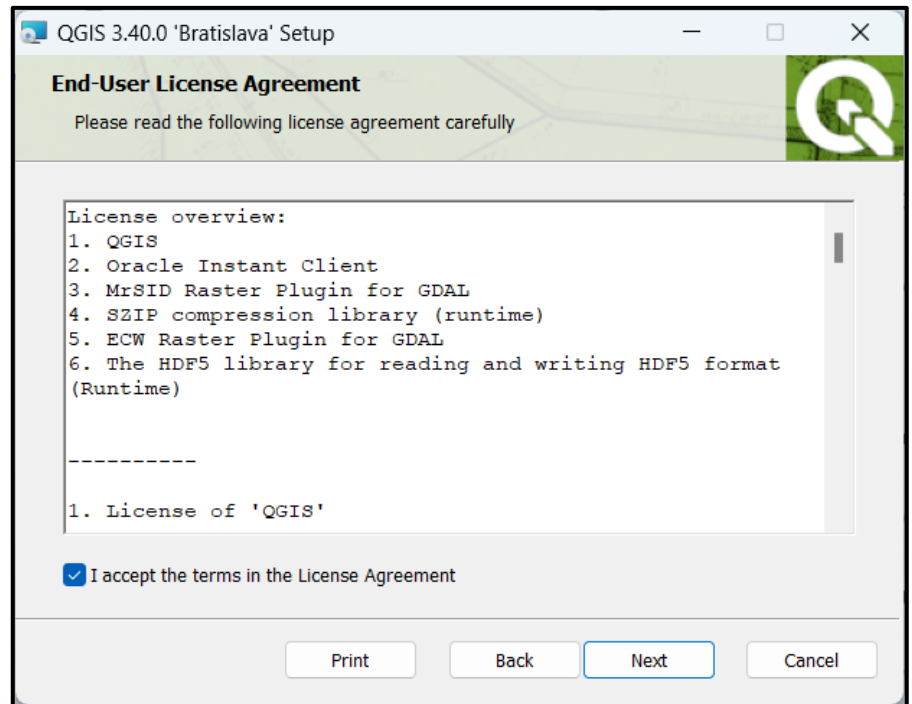 QGIS 3.40.0 'Bratislava' Setup
End-User License Agreement
Please read the following license agreement carefully
License overview:
1. QGIS
2. Oracle Instant Client
3. MrSID Raster Plugin for GDAL
4. SZIP compression library (runtime)
5. ECW Raster Plugin for GDAL
6. The HDF5 library for reading and writing HDF5 format
(Runtime)
----------
1. License of 'QGIS'
I accept the terms in the License Agreement
Print Back Next Cancel